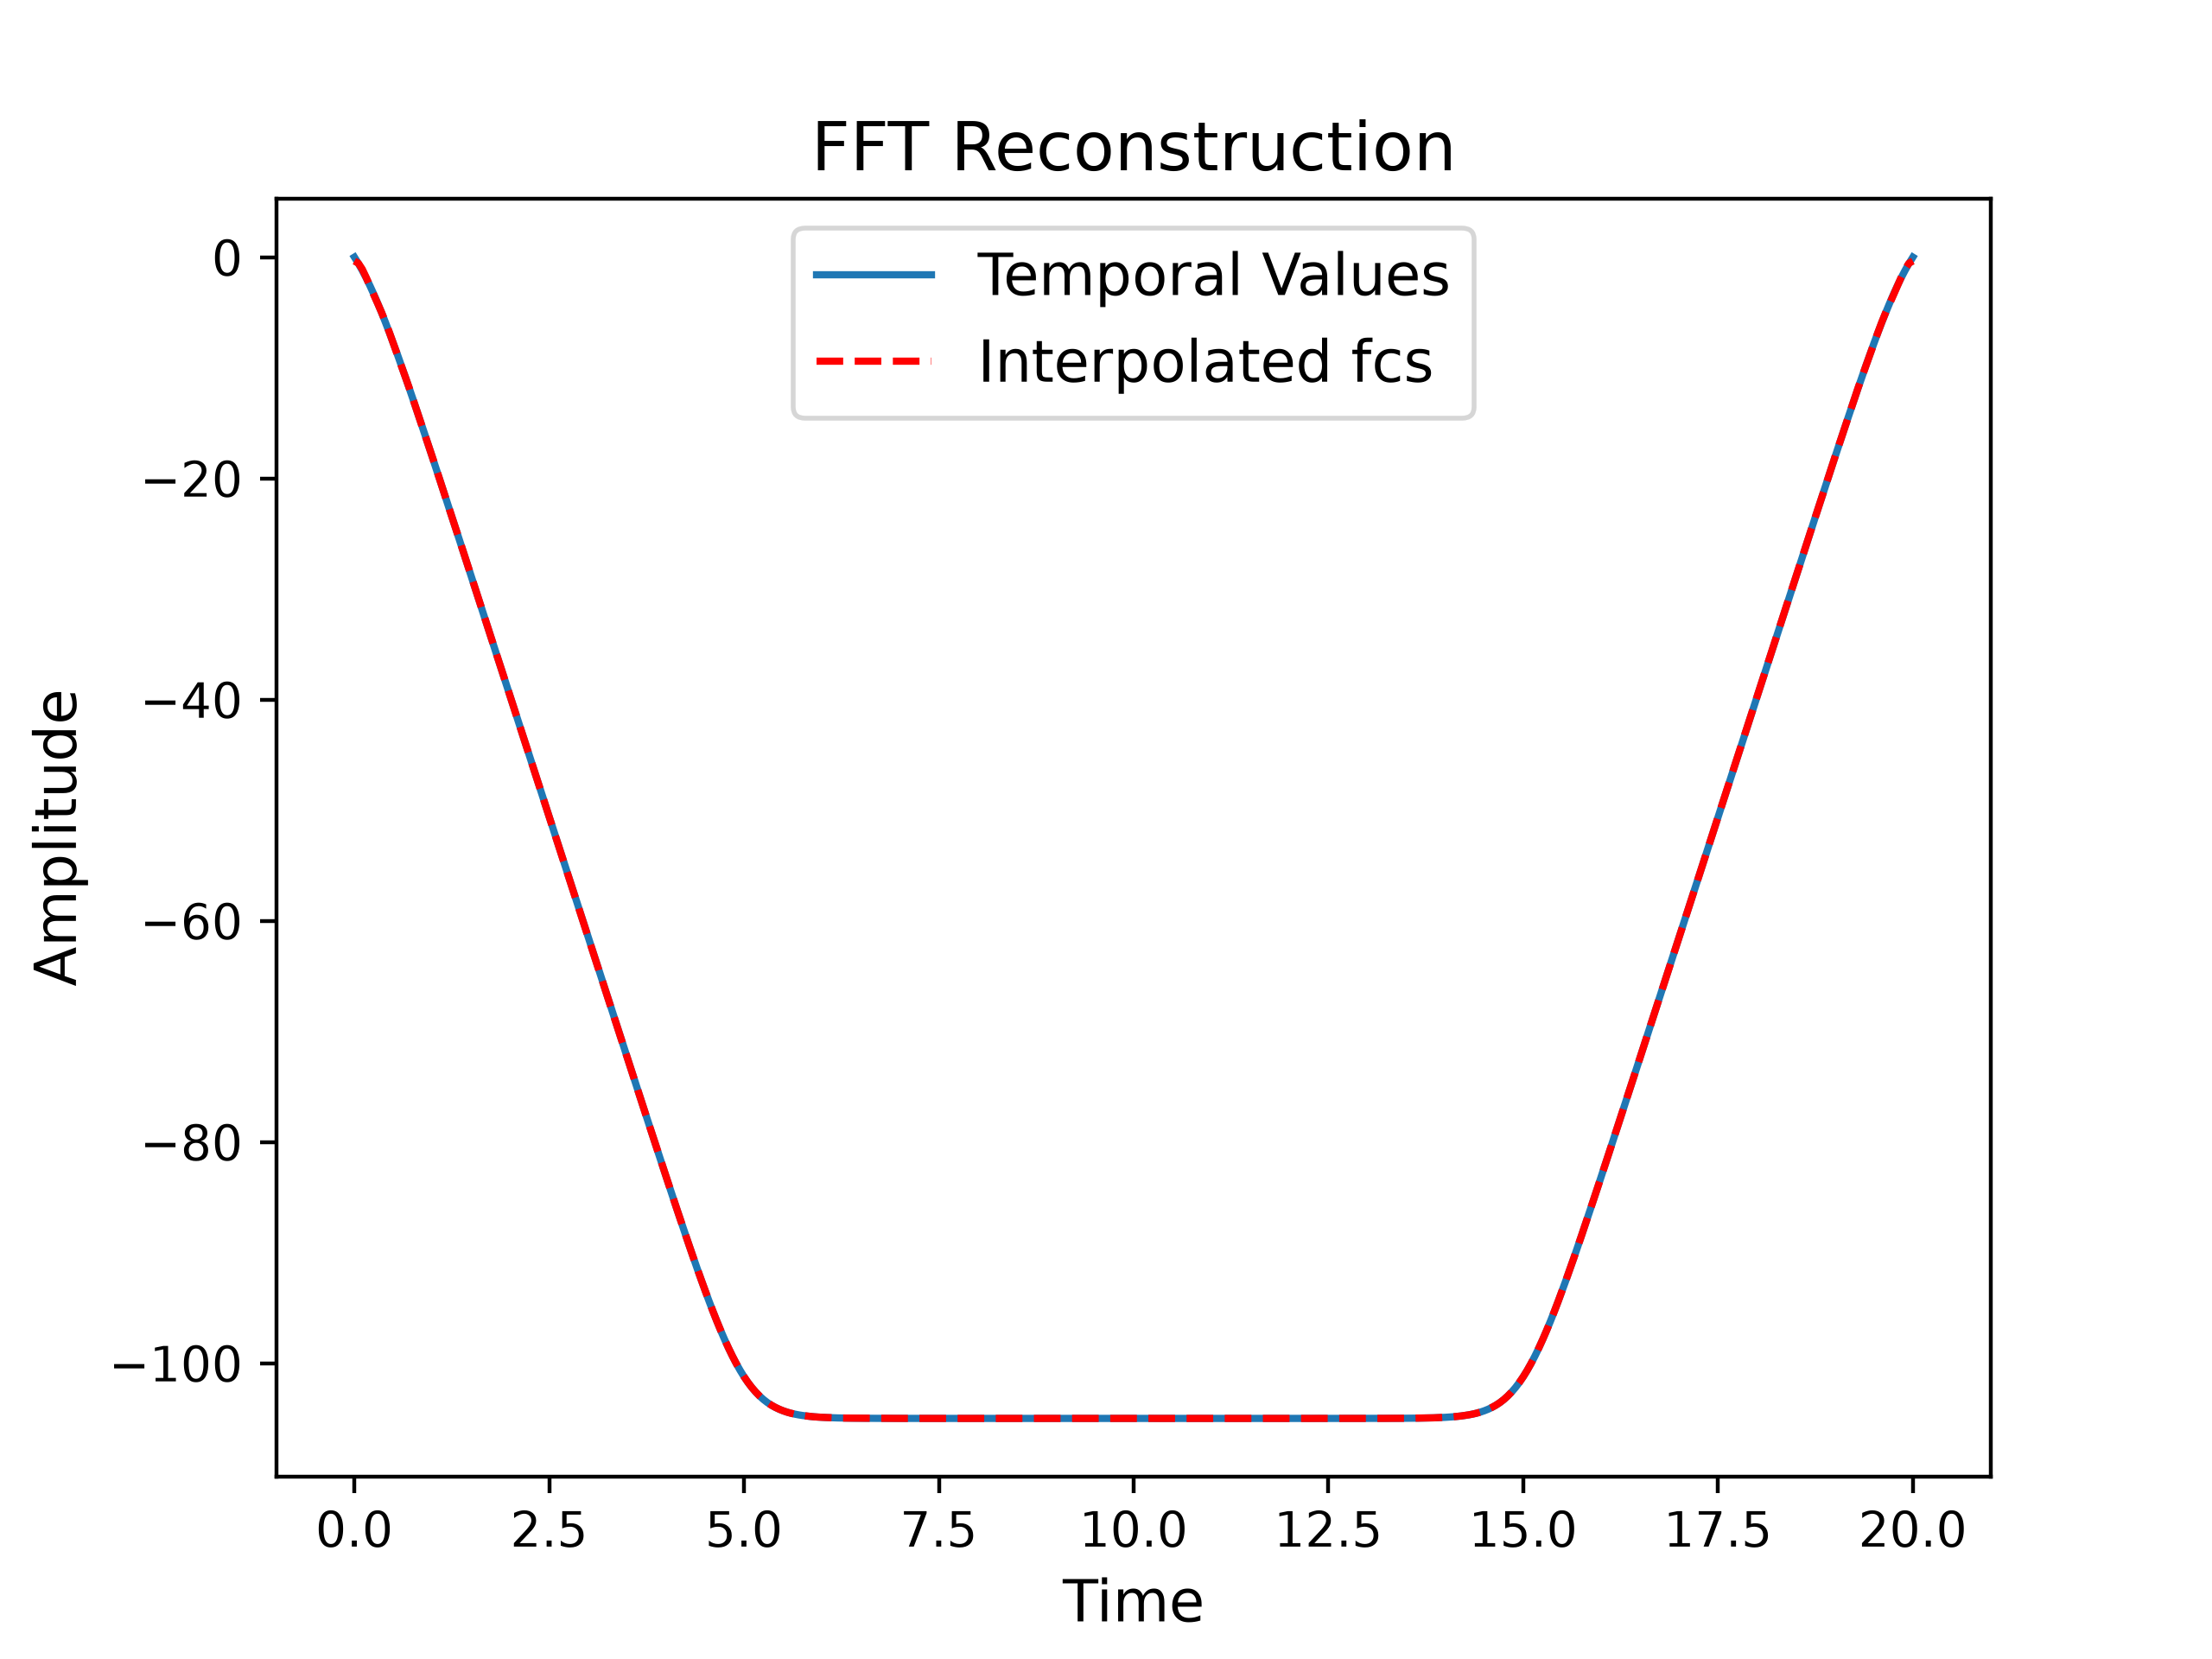 FFT Reconstruction
Temporal Values
Interpolated fcs
Amplitude
0
−20
−40
−60
−80
−100
0.0 2.5 5.0 7.5 10.0 12.5 15.0 17.5 20.0
Time